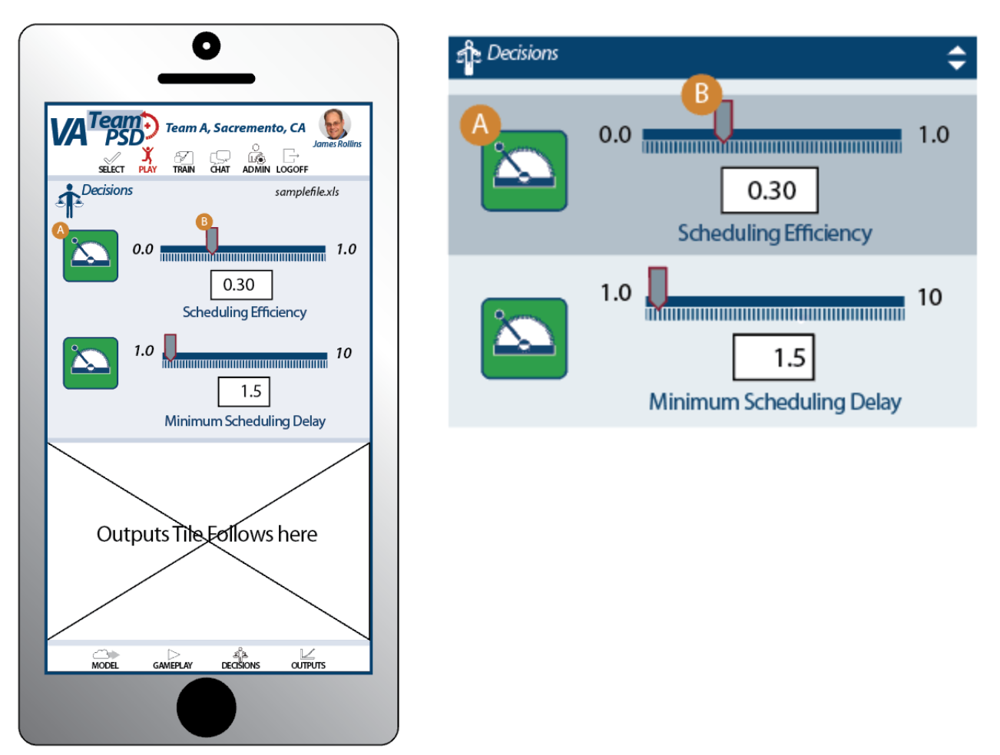 VA Team PSD
Team A, Sacremento, CA
James Rollins
SELECT PLAY TRAIN CHAT ADMIN LOGOFF
Decisions
samplefile.xls
A
B
0.0 1.0
0.30
Scheduling Efficiency
1.0 10
1.5
Minimum Scheduling Delay
Outputs Tile Follows here
MODEL GAMEPLAY DECISIONS OUTPUTS
Decisions
A
B
0.0 1.0
0.30
Scheduling Efficiency
1.0 10
1.5
Minimum Scheduling Delay